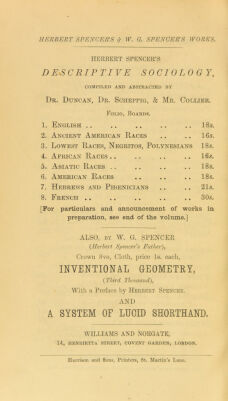 HERBERT SPENCER'S & W. G. SPENCER'S WORKS.
HERBERT SPENCER'S
DESCRIPTIVE SOCIOLOGY,
COMPILED AND ABSTRACTED BY
DR. DUNCAN, DR. SCHEPPIG, & MR. COLLIER.
FOLIO, BOARDS.
1. ENGLISH .. .. .. .. .. 18s.
2. ANCIENT AMERICAN RACES .. .. .. 16s.
3. LOWEST RACES, NEGRITOS, POLYNESIANS 18s.
4. AFRICAN RACES .. .. .. .. .. 16s.
5. ASIATIC RACES .. .. .. .. .. 18s.
6. AMERICAN RACES .. .. .. .. 18s.
7. HEBREWS AND PHŒNICIANS .. .. .. 21s.
8. FRENCH .. .. .. .. .. 30s.
[For particulars and announcement of works in
preparation, see end of the volume.]
ALSO, BY W. G. SPENCER
(Herbert Spencer's Father),
Crown 8vo, Cloth, price 1s. each,
INVENTIONAL GEOMETRY,
(Third Thousand),
With a Preface by HERBERT SPENCER.
AND
A SYSTEM OF LUCID SHORTHAND.
WILLIAMS AND NORGATE,
14, HENRIETTA STREET, COVENT GARDEN, LONDON.
Harrison and Sons, Printers, St. Martin's Lane.